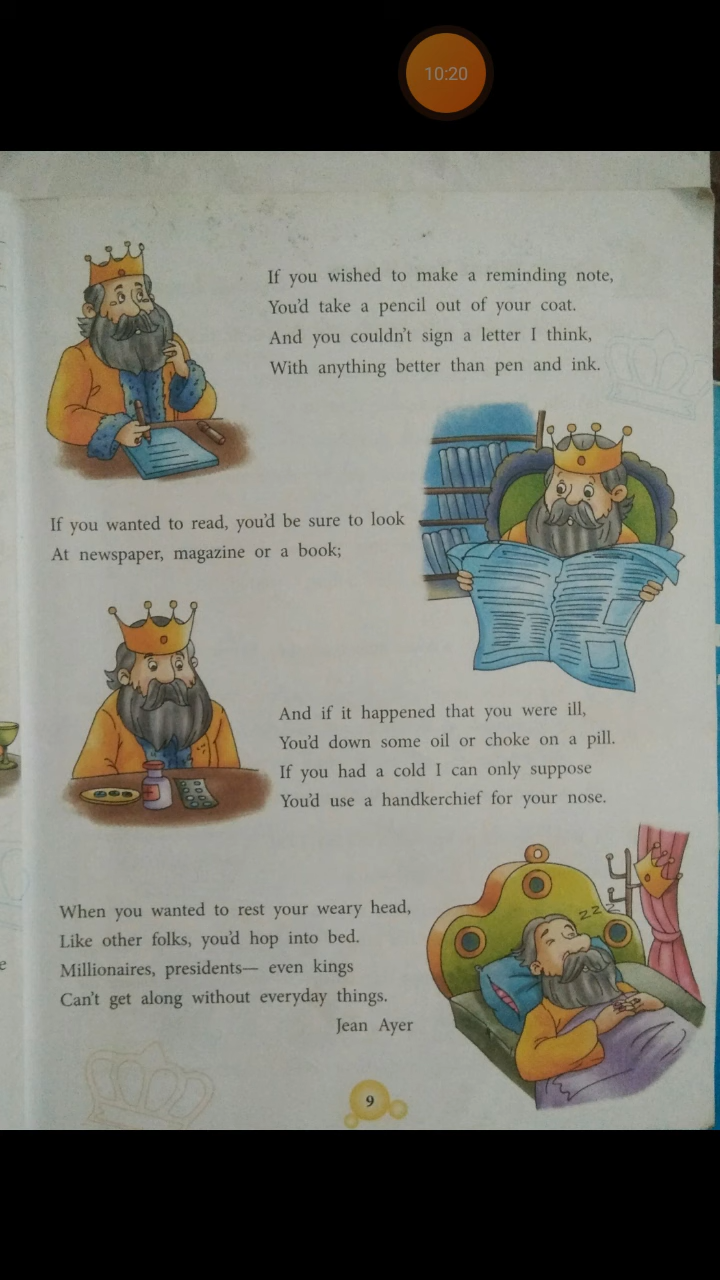 10:20
If you wished to make a reminding note,
You'd take a pencil out of your coat.
And you couldn't sign a letter I think,
With anything better than pen and ink.
If you wanted to read, you'd be sure to look
At newspaper, magazine or a book;
And if it happened that you were ill,
You'd down some oil or choke on a pill.
If you had a cold I can only suppose
You'd use a handkerchief for your nose.
zzz
When you wanted to rest your weary head,
Like other folks, you'd hop into bed.
Millionaires, presidents— even kings
e
Can't get along without everyday things.
Jean Ayer
9